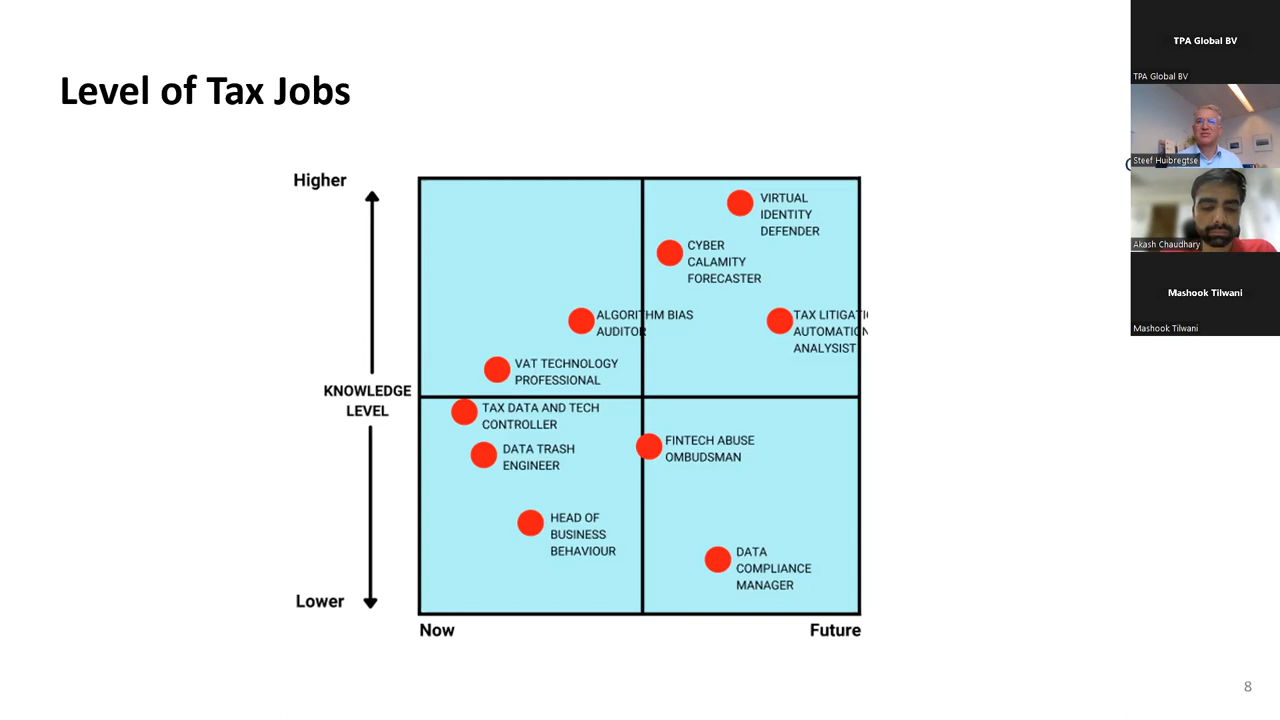 Level of Tax Jobs
Higher
KNOWLEDGE
LEVEL
Lower
VIRTUAL
IDENTITY
DEFENDER
CYBER
CALAMITY
FORECASTER
ALGORITHM BIAS
AUDITOR
TAX LITIGATI
AUTOMATION
ANALYSIST
VAT TECHNOLOGY
PROFESSIONAL
TAX DATA AND TECH
CONTROLLER
DATA TRASH
ENGINEER
FINTECH ABUSE
OMBUDSMAN
HEAD OF
BUSINESS
BEHAVIOUR
DATA
COMPLIANCE
MANAGER
Now
Future
8
TPA Global BV
TPA Global BV
Steef Huibregtse
Akash Chaudhary
Mashook Tilwani
Mashook Tilwani